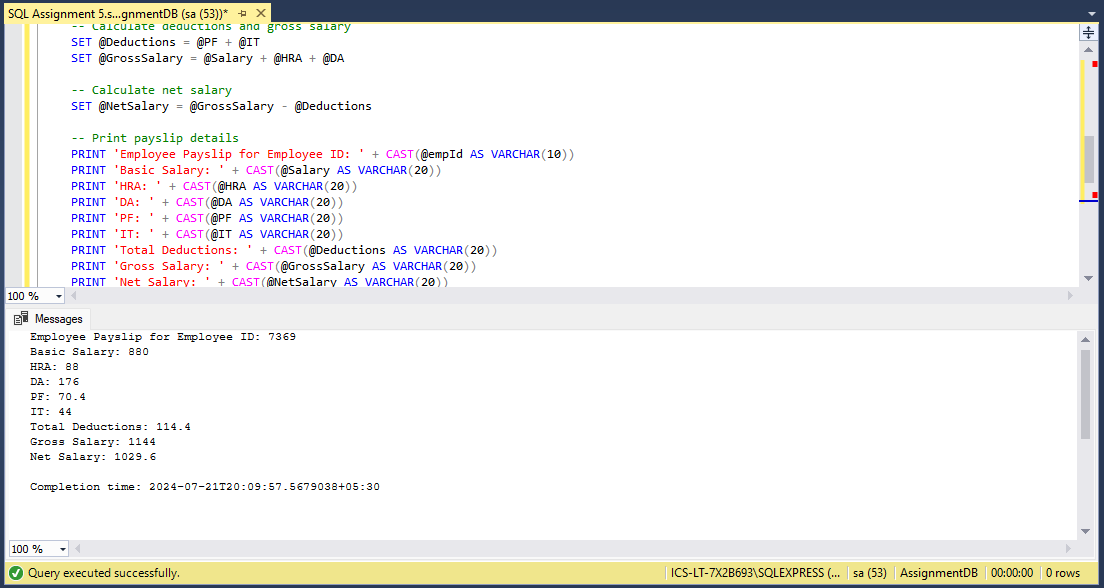 SQL Assignment 5.s...gnmentDB (sa (53))*
-- Calculate deductions and gross salary
SET @Deductions = @PF + @IT
SET @GrossSalary = @Salary + @HRA + @DA
-- Calculate net salary
SET @NetSalary = @GrossSalary - @Deductions
-- Print payslip details
PRINT 'Employee Payslip for Employee ID: ' + CAST(@empId AS VARCHAR(10))
PRINT 'Basic Salary: ' + CAST(@Salary AS VARCHAR(20))
PRINT 'HRA: ' + CAST(@HRA AS VARCHAR(20))
PRINT 'DA: ' + CAST(@DA AS VARCHAR(20))
PRINT 'PF: ' + CAST(@PF AS VARCHAR(20))
PRINT 'IT: ' + CAST(@IT AS VARCHAR(20))
PRINT 'Total Deductions: ' + CAST(@Deductions AS VARCHAR(20))
PRINT 'Gross Salary: ' + CAST(@GrossSalary AS VARCHAR(20))
PRINT 'Net Salary: ' + CAST(@NetSalary AS VARCHAR(20))
100 %
Messages
Employee Payslip for Employee ID: 7369
Basic Salary: 880
HRA: 88
DA: 176
PF: 70.4
IT: 44
Total Deductions: 114.4
Gross Salary: 1144
Net Salary: 1029.6
Completion time: 2024-07-21T20:09:57.5679038+05:30
100 %
Query executed successfully. ICS-LT-7X2B693\SQLEXPRESS (... sa (53) AssignmentDB 00:00:00 0 rows